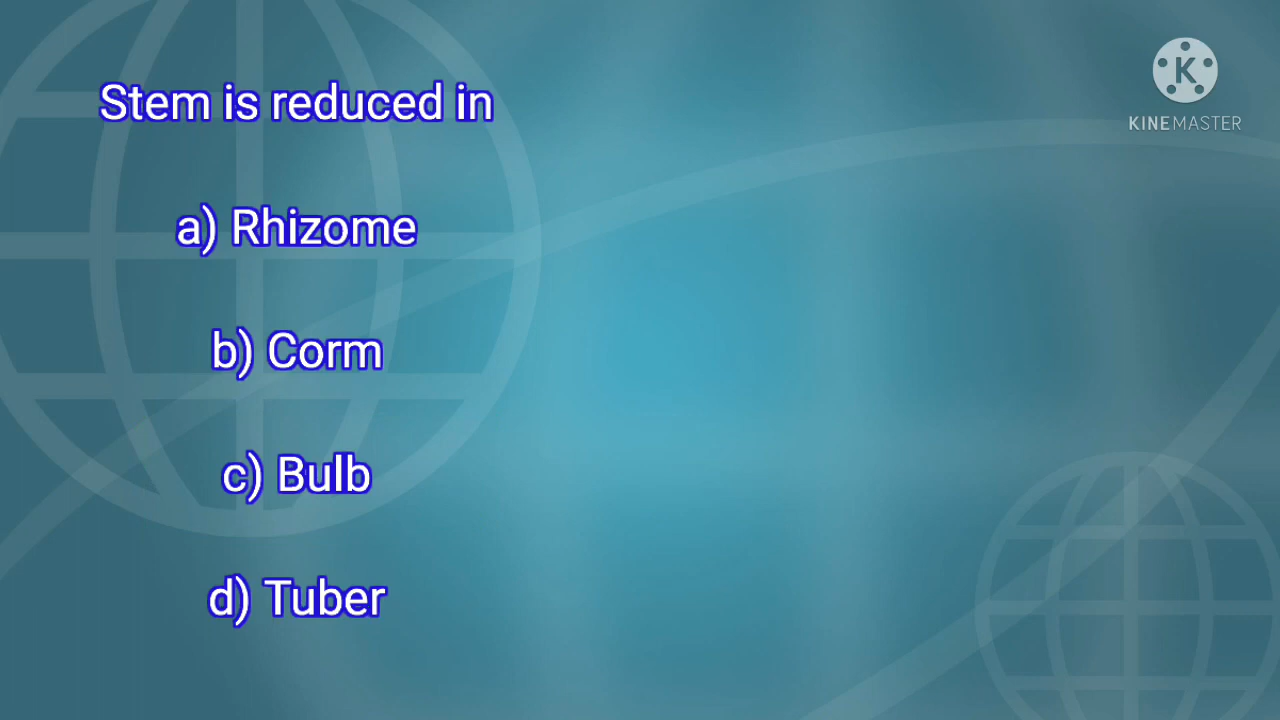 Stem is reduced in
a) Rhizome
b) Corm
c) Bulb
d) Tuber
K
KINEMASTER